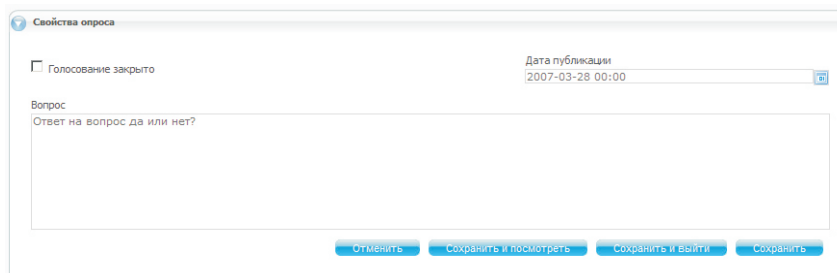 Свойства опроса
Голосование закрыто
Дата публикации
2007-03-28 00:00
Вопрос
Ответ на вопрос да или нет?
Отменить Сохранить и посмотреть Сохранить и выйти Сохранить